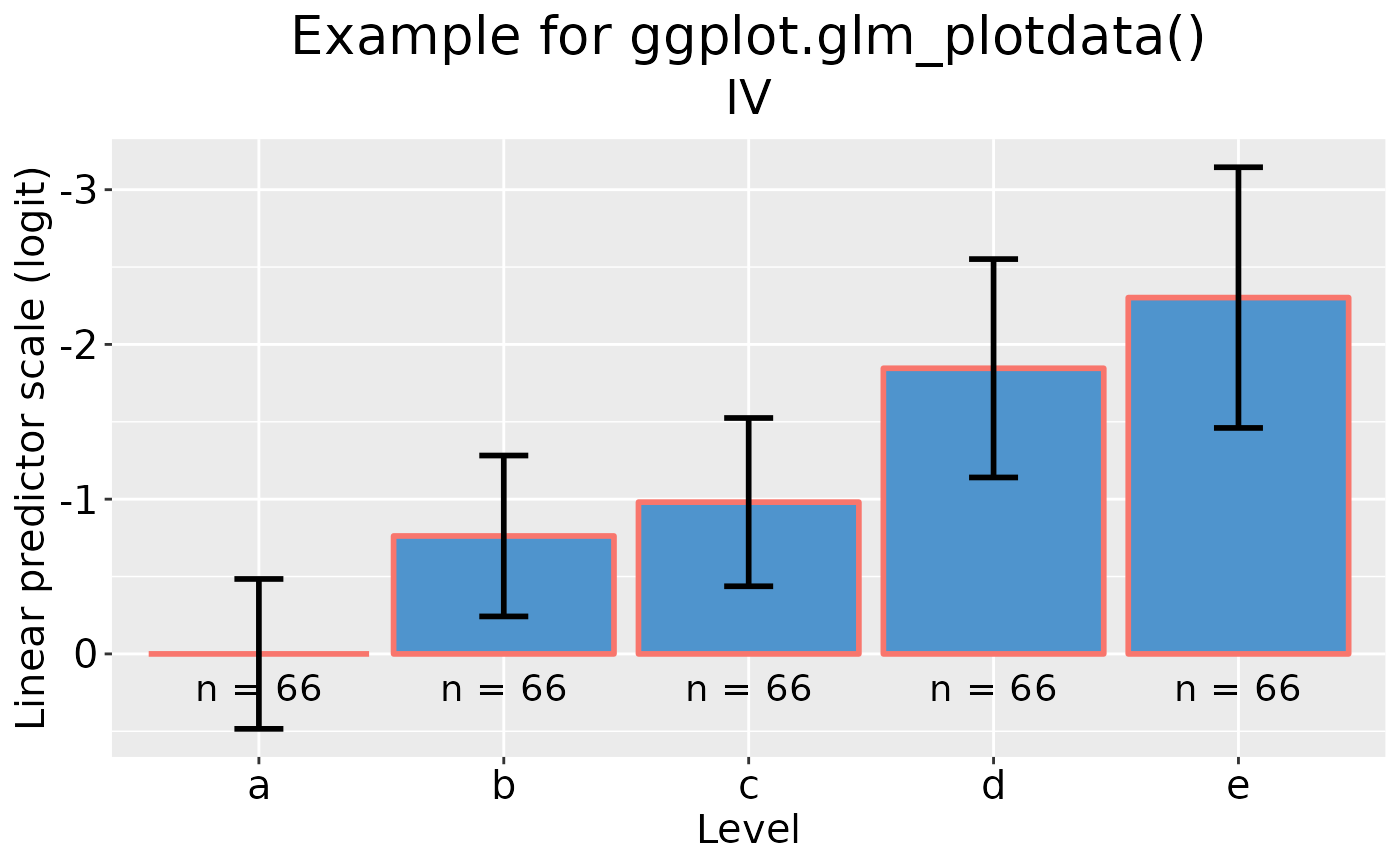 Example for ggplot.glm_plotdata()
IV
Linear predictor scale (logit)
-3
-2
-1
0
n = 66
n = 66
n = 66
n = 66
n = 66
a
b
c
d
e
Level